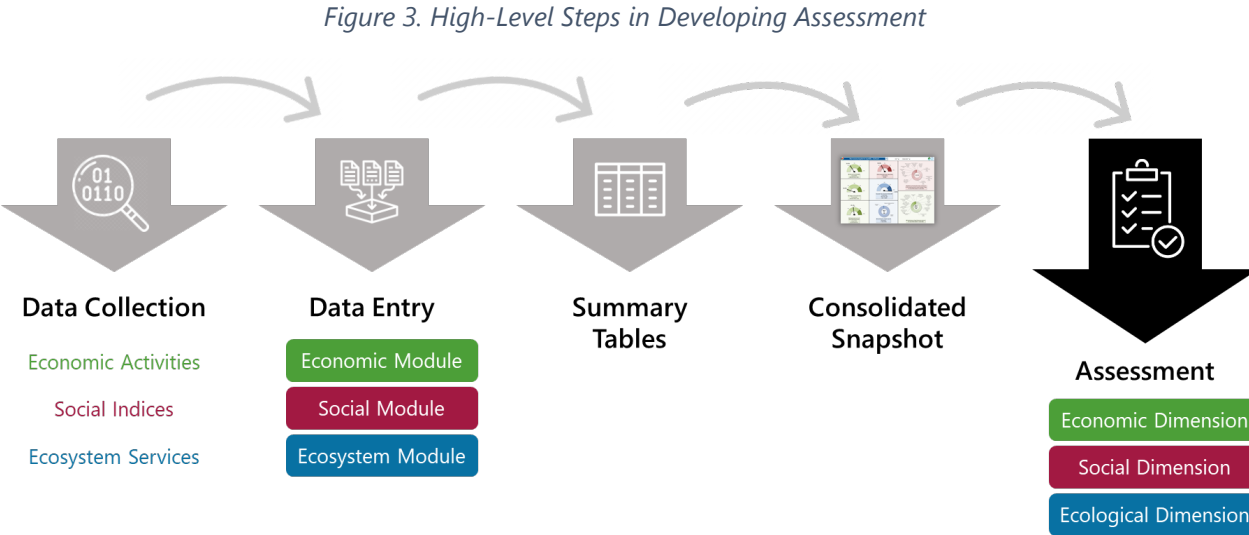 Figure 3. High-Level Steps in Developing Assessment
01
0110
Data Collection
Economic Activities
Social Indices
Ecosystem Services
Data Entry
Economic Module
Social Module
Ecosystem Module
Summary
Tables
Consolidated
Snapshot
Assessment
Economic Dimension
Social Dimension
Ecological Dimension